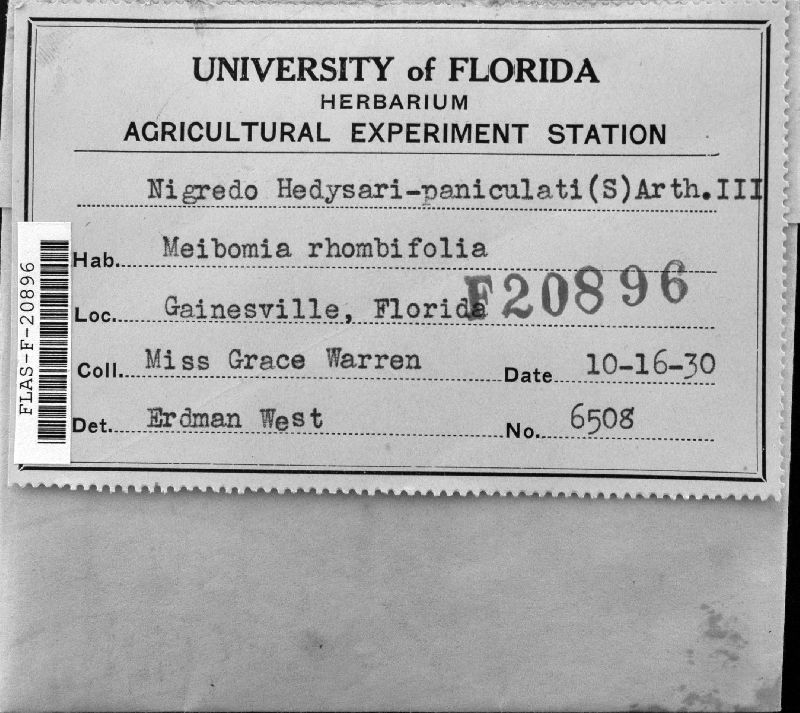 UNIVERSITY of FLORIDA
HERBARIUM
AGRICULTURAL EXPERIMENT STATION
Nigredo Hedysari-paniculati(S)Arth.III
Hab. Meibomia rhombifolia
F20896
Loc. Gainesville, Florida
Coll. Miss Grace Warren Date 10-16-30
Det. Erdman West No. 6508
FLAS-F-20896